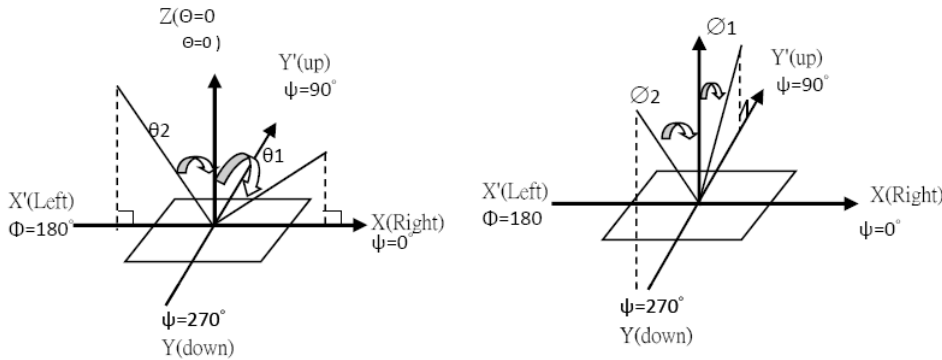 Z(Θ=0
Θ=0 )
Y'(up)
ψ=90°
θ2
θ1
X'(Left)
Φ=180°
X(Right)
ψ=0°
ψ=270°
Y(down)
∅1
Y'(up)
ψ=90°
∅2
X'(Left)
Φ=180
X(Right)
ψ=0°
ψ=270°
Y(down)